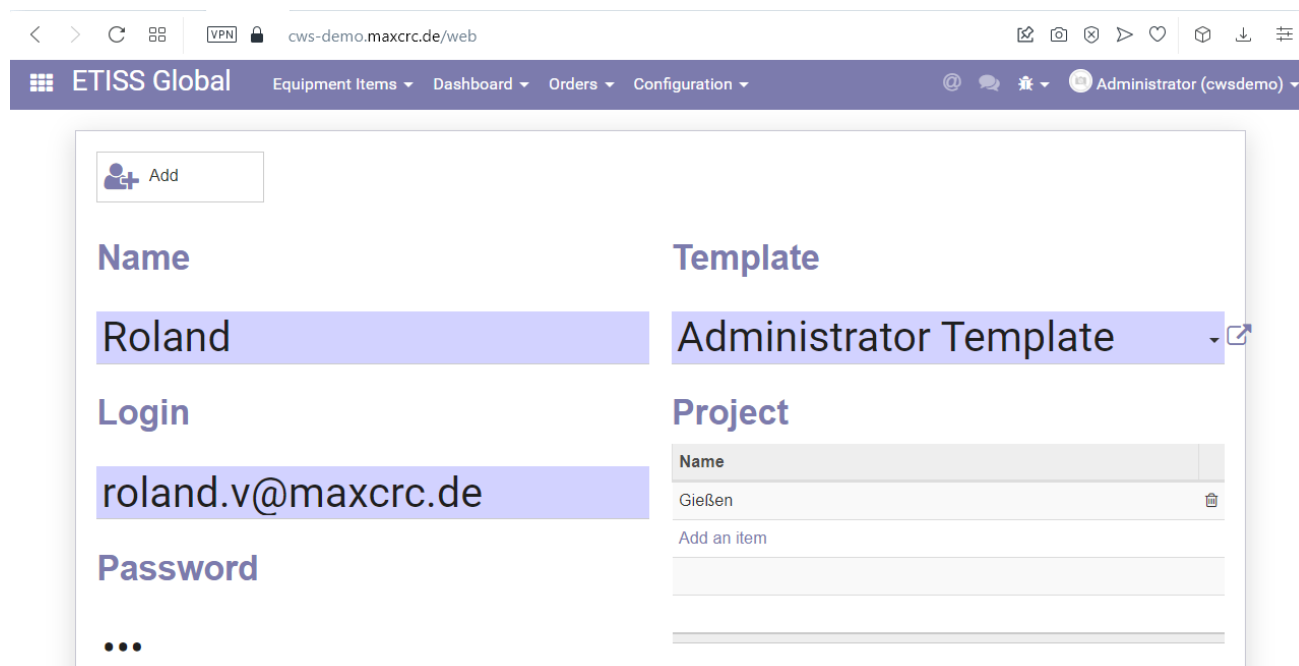 VPN cws-demo.maxcrc.de/web
ETISS Global Equipment Items Dashboard Orders Configuration @ Administrator (cwsdemo)
Add
Name
Roland
Login
roland.v@maxcrc.de
Password
•••
Template
Administrator Template
Project
Name
Gießen
Add an item